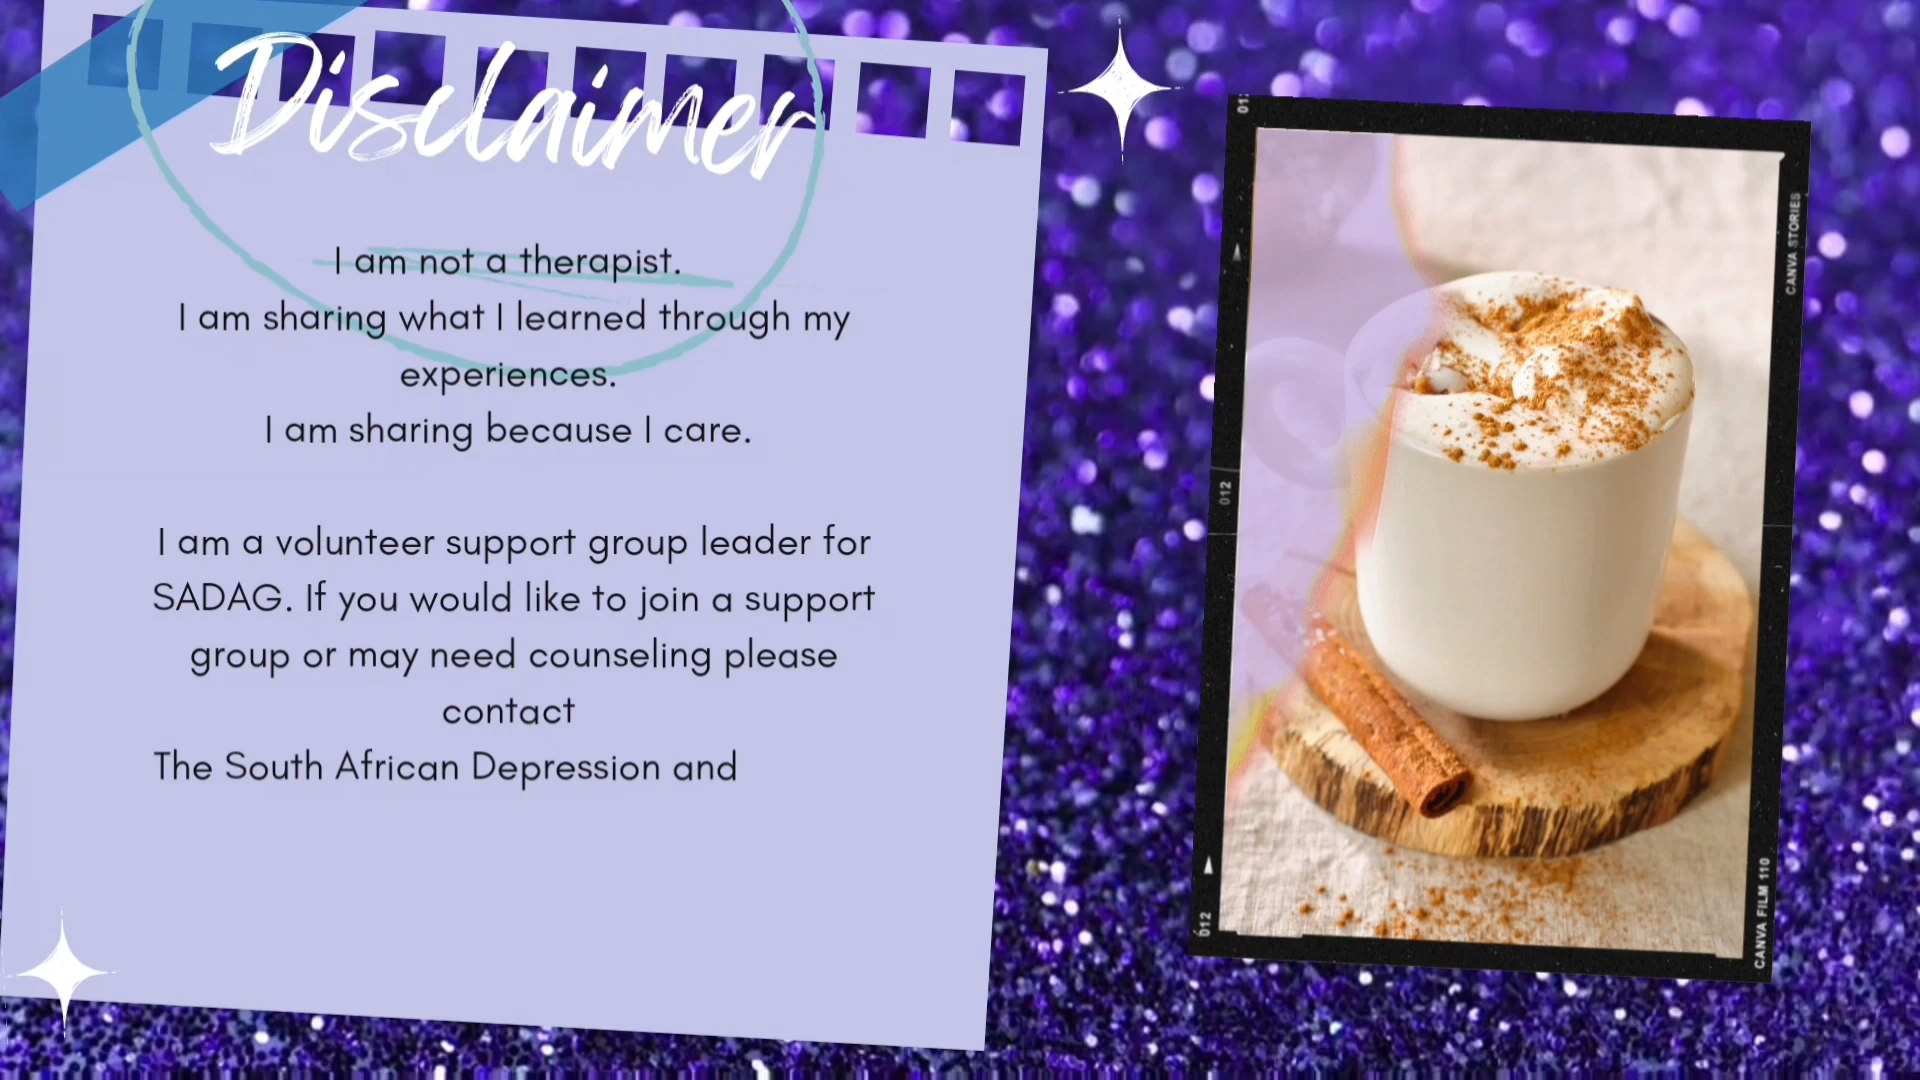 Disclaimer
I am not a therapist.
I am sharing what I learned through my
experiences.
I am sharing because I care.
I am a volunteer support group leader for
SADAG. If you would like to join a support
group or may need counseling please
contact
The South African Depression and
012
CANVA STORIES
012
012
CANVA FILM 110